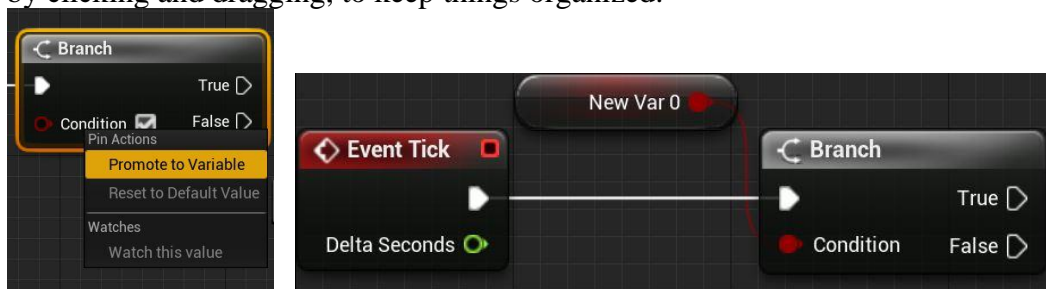 by clicking and dragging, to keep things organized.
Branch
True
Condition
False
Pin Actions
Promote to Variable
Reset to Default Value
Watches
Watch this value
New Var 0
Event Tick
Delta Seconds
Branch
True
Condition
False